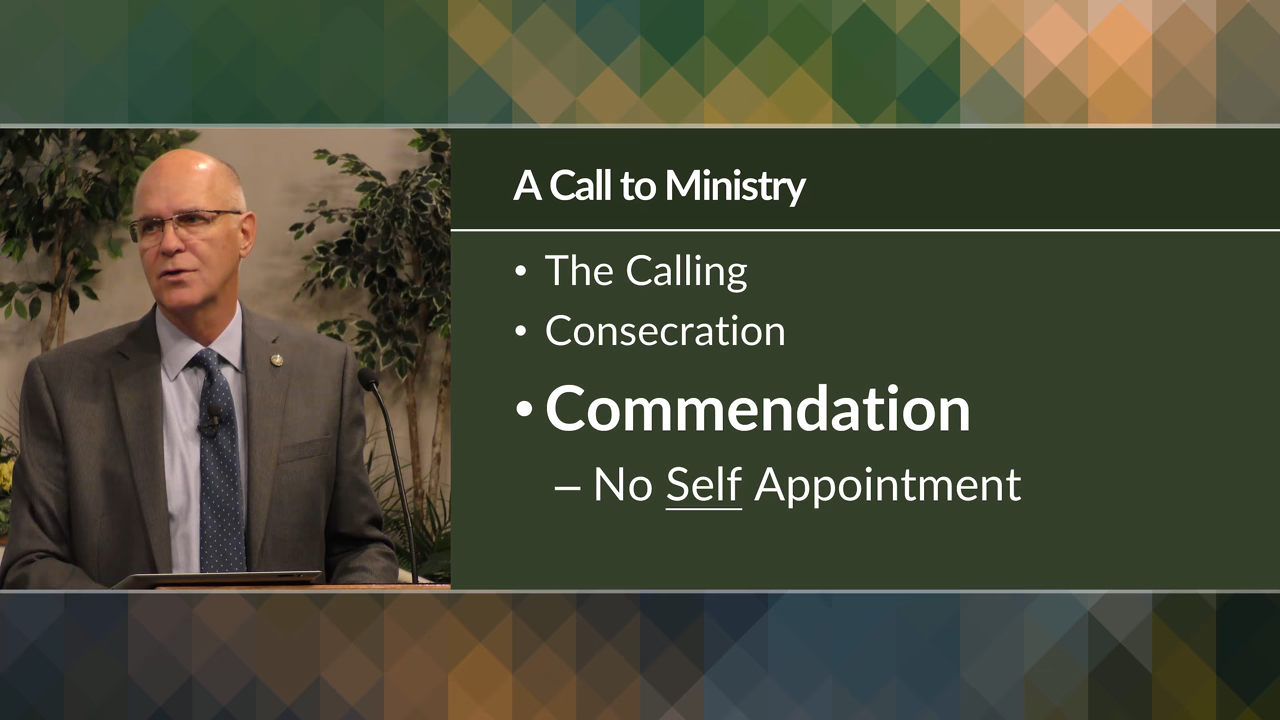 A Call to Ministry
• The Calling
• Consecration
• Commendation
– No Self Appointment